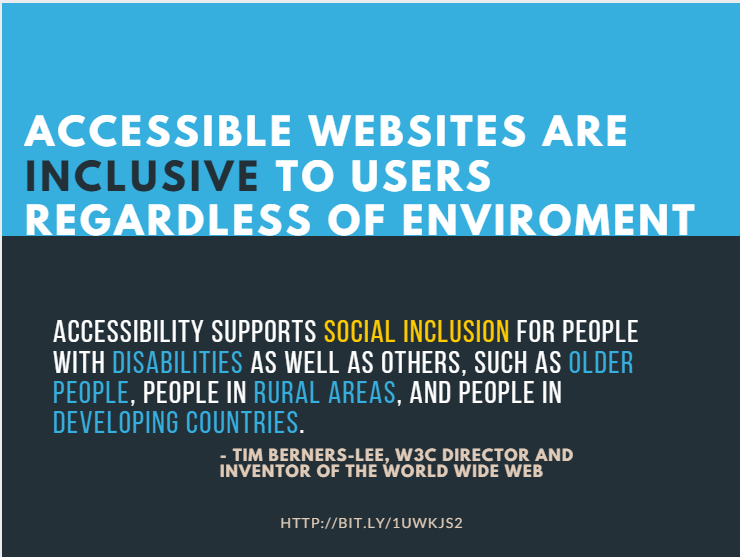 ACCESSIBLE WEBSITES ARE
INCLUSIVE TO USERS
REGARDLESS OF ENVIROMENT
ACCESSIBILITY SUPPORTS SOCIAL INCLUSION FOR PEOPLE
WITH DISABILITIES AS WELL AS OTHERS, SUCH AS OLDER
PEOPLE, PEOPLE IN RURAL AREAS, AND PEOPLE IN
DEVELOPING COUNTRIES.
- TIM BERNERS-LEE, W3C DIRECTOR AND
INVENTOR OF THE WORLD WIDE WEB
HTTP://BIT.LY/1UWKJS2